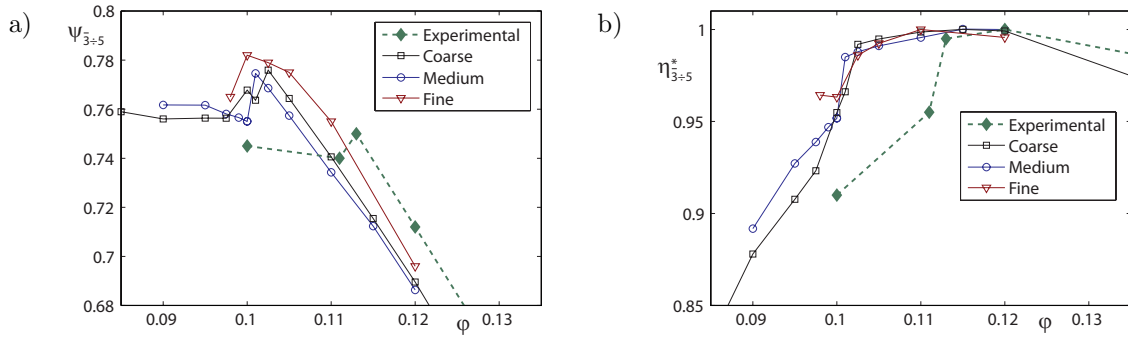 a)
ψ3̄÷5
0.8
0.78
0.76
0.74
0.72
0.7
0.68
0.09
0.1
0.11
0.12
φ
0.13
Experimental
Coarse
Medium
Fine
b)
η*3̄÷5
1
0.95
0.9
0.85
0.09
0.1
0.11
0.12
φ
0.13
Experimental
Coarse
Medium
Fine